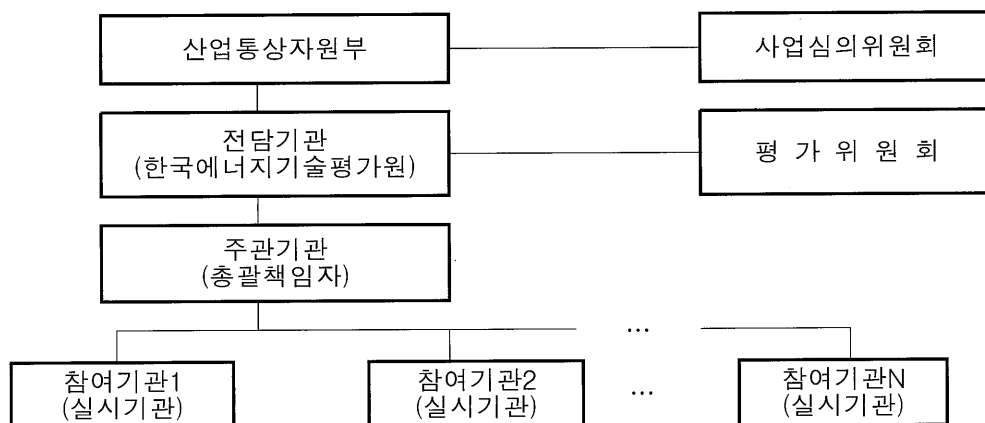 산업통상자원부
사업심의위원회
전담기관
(한국에너지기술평가원)
평 가 위 원 회
주관기관
(총괄책임자)
...
참여기관1
(실시기관)
참여기관2
(실시기관)
...
참여기관N
(실시기관)